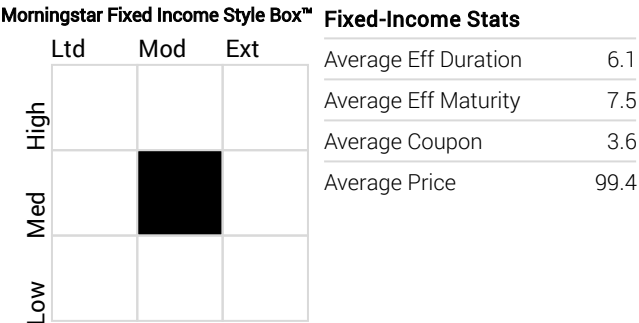 Morningstar Fixed Income Style Box™
Ltd Mod Ext
High
Med
Low
Fixed-Income Stats
Average Eff Duration 6.1
Average Eff Maturity 7.5
Average Coupon 3.6
Average Price 99.4